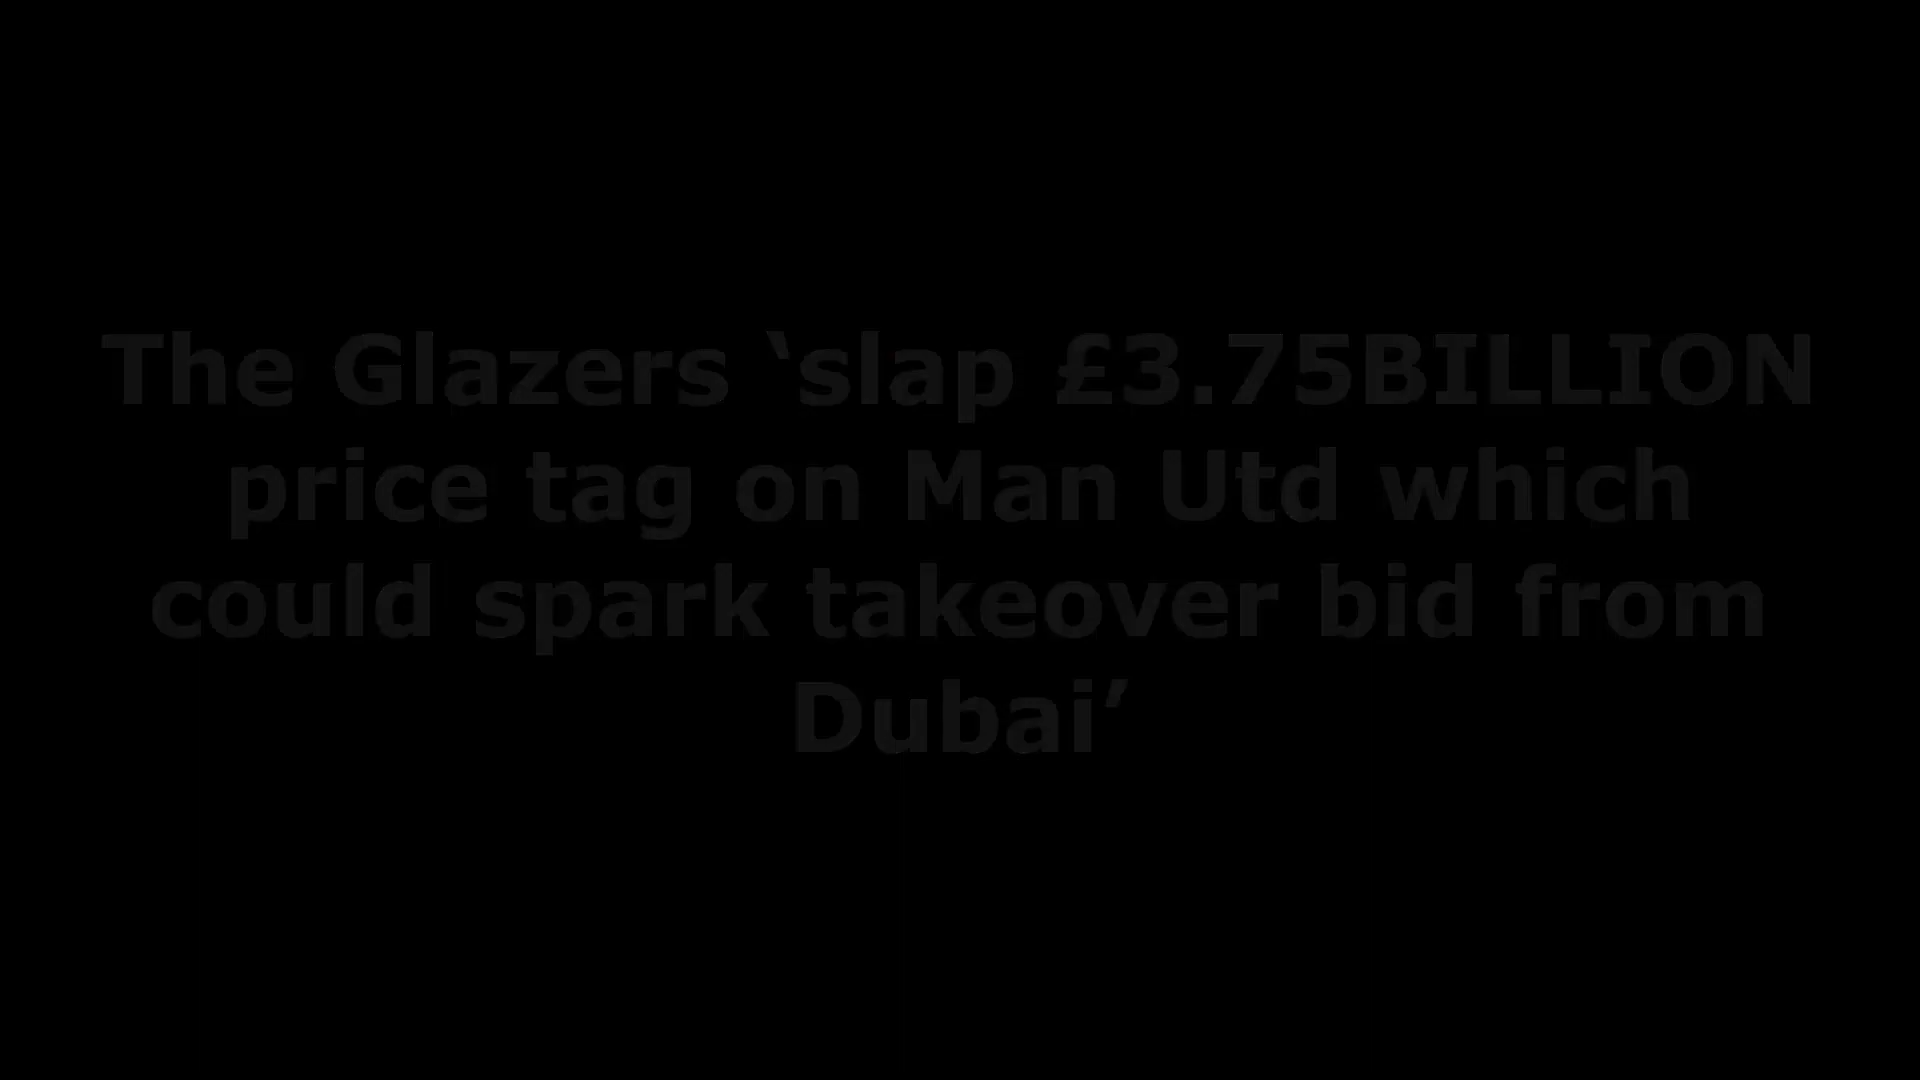 The Glazers ‘slap £3.75BILLION
price tag on Man Utd which
could spark takeover bid from
Dubai’